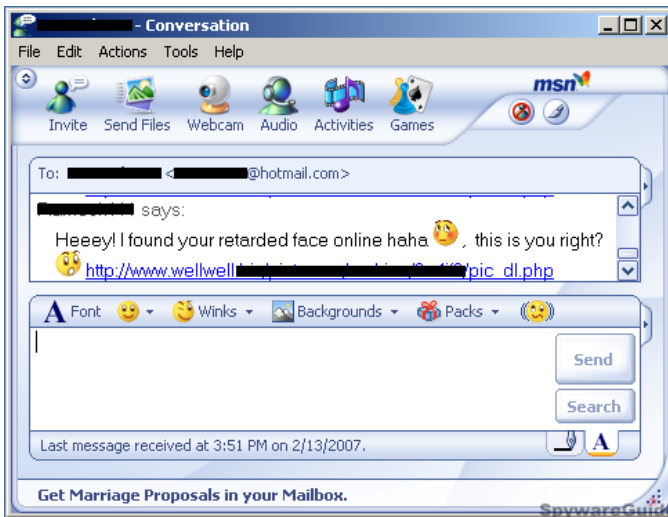 - Conversation
File Edit Actions Tools Help
msn
Invite Send Files Webcam Audio Activities Games
To: < @hotmail.com>
says:
Heeey! I found your retarded face online haha , this is you right?
http://www.wellwell pic_dl.php
Font Winks Backgrounds Packs
Send
Search
Last message received at 3:51 PM on 2/13/2007. A
Get Marriage Proposals in your Mailbox.
SpywareGuide